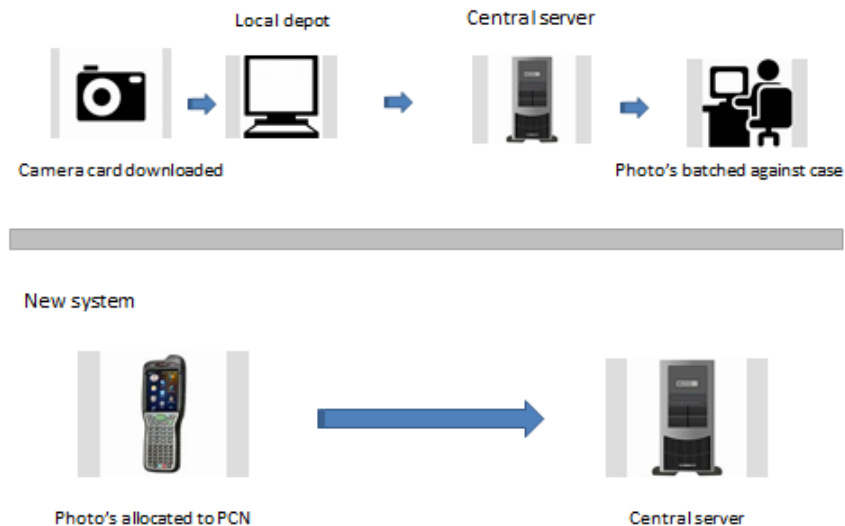 Local depot
Central server
Camera card downloaded
Photo's batched against case
New system
Photo's allocated to PCN
Central server